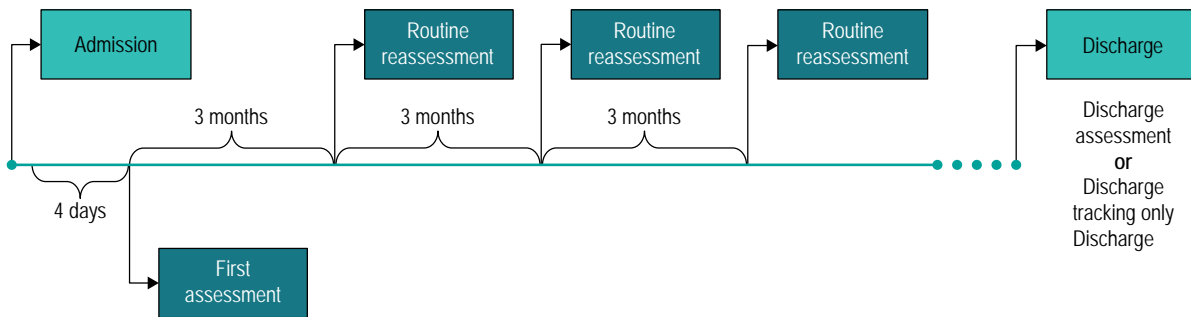 Admission
Routine
reassessment
Routine
reassessment
Routine
reassessment
Discharge
3 months
3 months
3 months
4 days
First
assessment
Discharge
assessment
or
Discharge
tracking only
Discharge